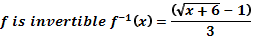 f is invertible f⁻¹(x) = (√x + 6 − 1) / 3